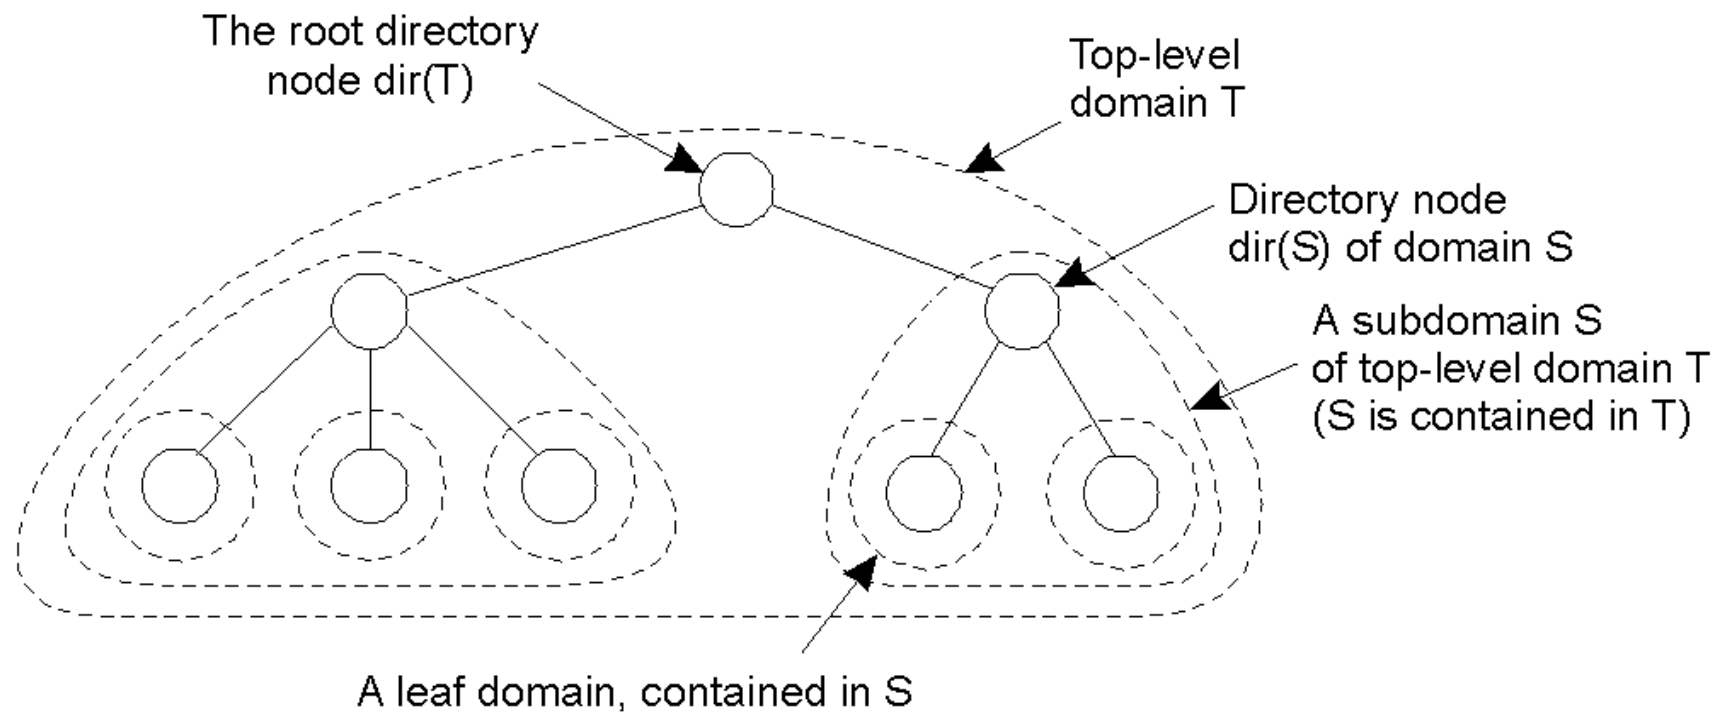 The root directory
node dir(T)
Top-level
domain T
Directory node
dir(S) of domain S
A subdomain S
of top-level domain T
(S is contained in T)
A leaf domain, contained in S